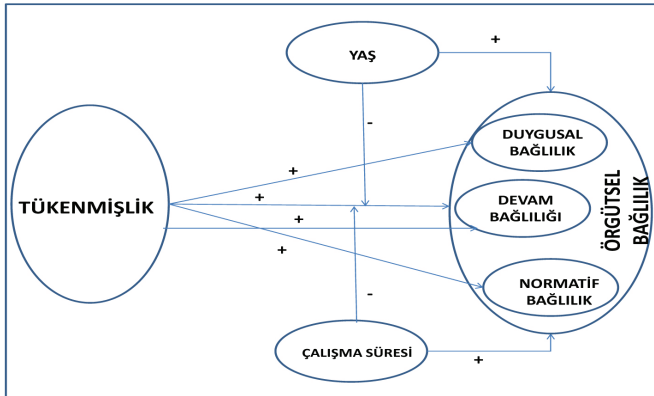 YAŞ
+
-
DUYGUSAL
BAĞLILIK
+
TÜKENMİŞLİK
+
DEVAM
BAĞLILIĞI
ÖRGÜTSEL
BAĞLILIK
+
+
NORMATİF
BAĞLILIK
-
ÇALIŞMA SÜRESİ
+